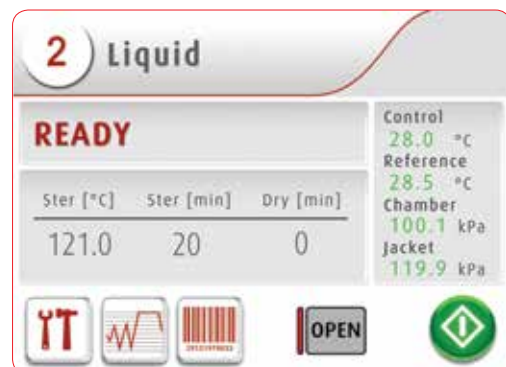 2 Liquid
READY
Ster [°C] Ster [min] Dry [min]
121.0 20 0
Control
28.0 °C
Reference
28.5 °C
Chamber
100.1 kPa
Jacket
119.9 kPa
OPEN